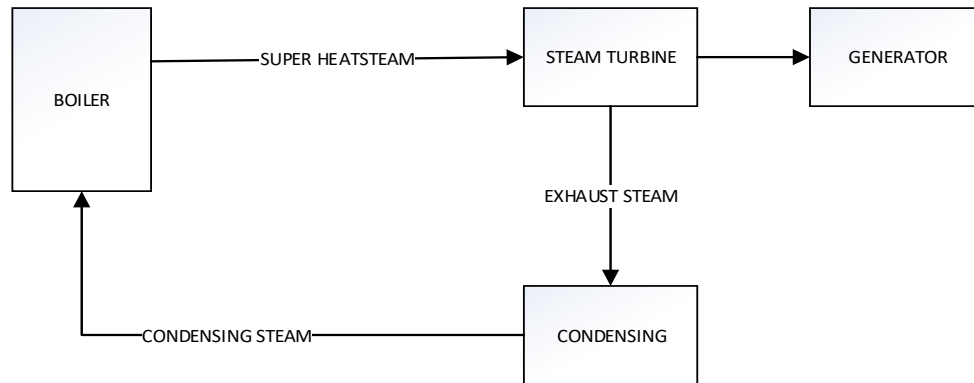 BOILER
SUPER HEATSTEAM
STEAM TURBINE
GENERATOR
EXHAUST STEAM
CONDENSING STEAM
CONDENSING